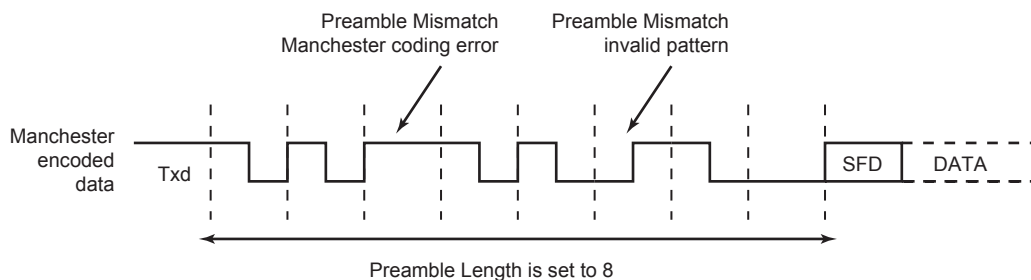 Preamble Mismatch
Manchester coding error
Preamble Mismatch
invalid pattern
Manchester
encoded
data
Txd
SFD
DATA
Preamble Length is set to 8